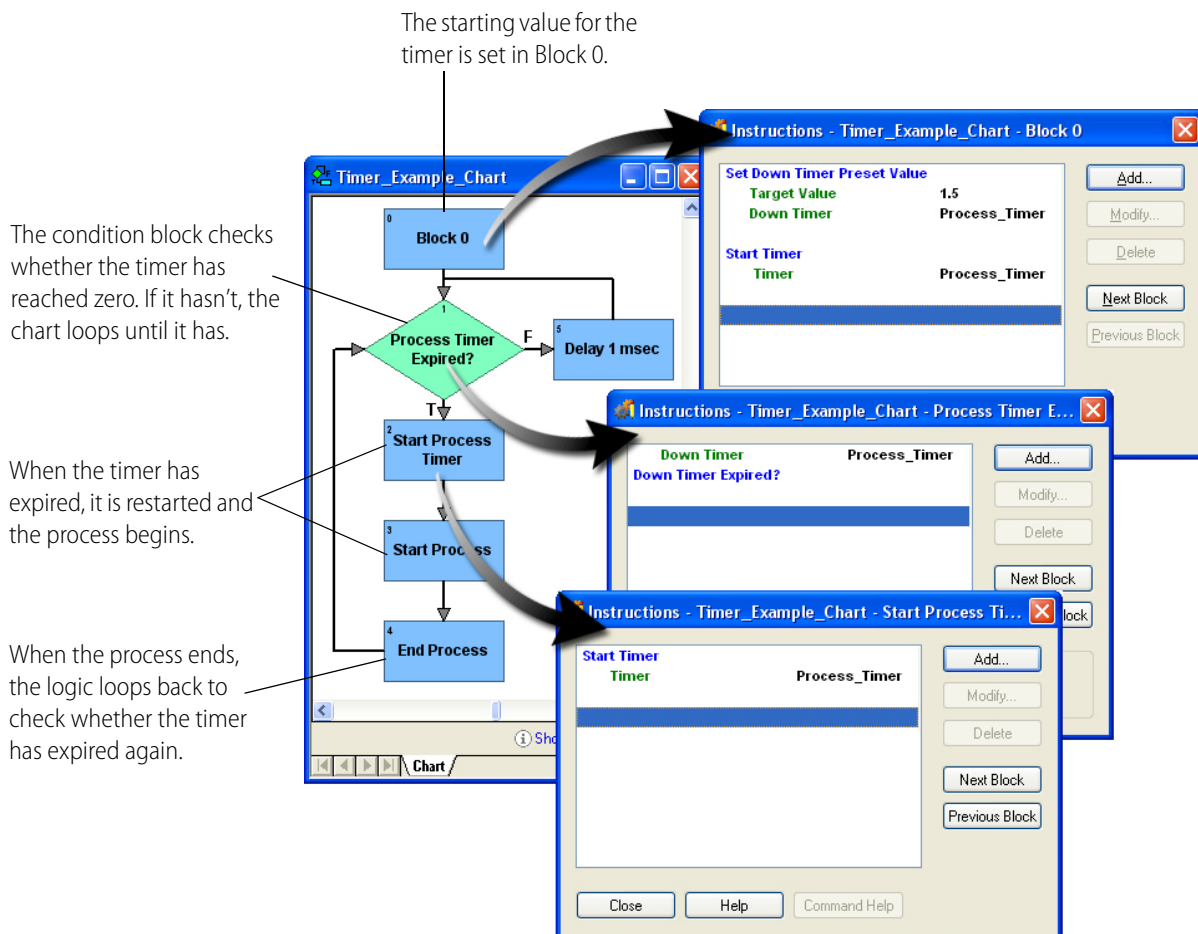 The starting value for the
timer is set in Block 0.
The condition block checks
whether the timer has
reached zero. If it hasn't, the
chart loops until it has.
When the timer has
expired, it is restarted and
the process begins.
When the process ends,
the logic loops back to
check whether the timer
has expired again.
Timer_Example_Chart
0
Block 0
1
Process Timer
Expired?
F
5
Delay 1 msec
T
2
Start Process
Timer
3
Start Process
4
End Process
Sho
Chart
Instructions - Timer_Example_Chart - Block 0
Set Down Timer Preset Value
Target Value 1.5
Down Timer Process_Timer
Start Timer
Timer Process_Timer
Add...
Modify...
Delete
Next Block
Previous Block
Instructions - Timer_Example_Chart - Process Timer E...
Down Timer Process_Timer
Down Timer Expired?
Add...
Modify...
Delete
Next Block
lock
Instructions - Timer_Example_Chart - Start Process Ti...
Start Timer
Timer Process_Timer
Add...
Modify...
Delete
Next Block
Previous Block
Close
Help
Command Help